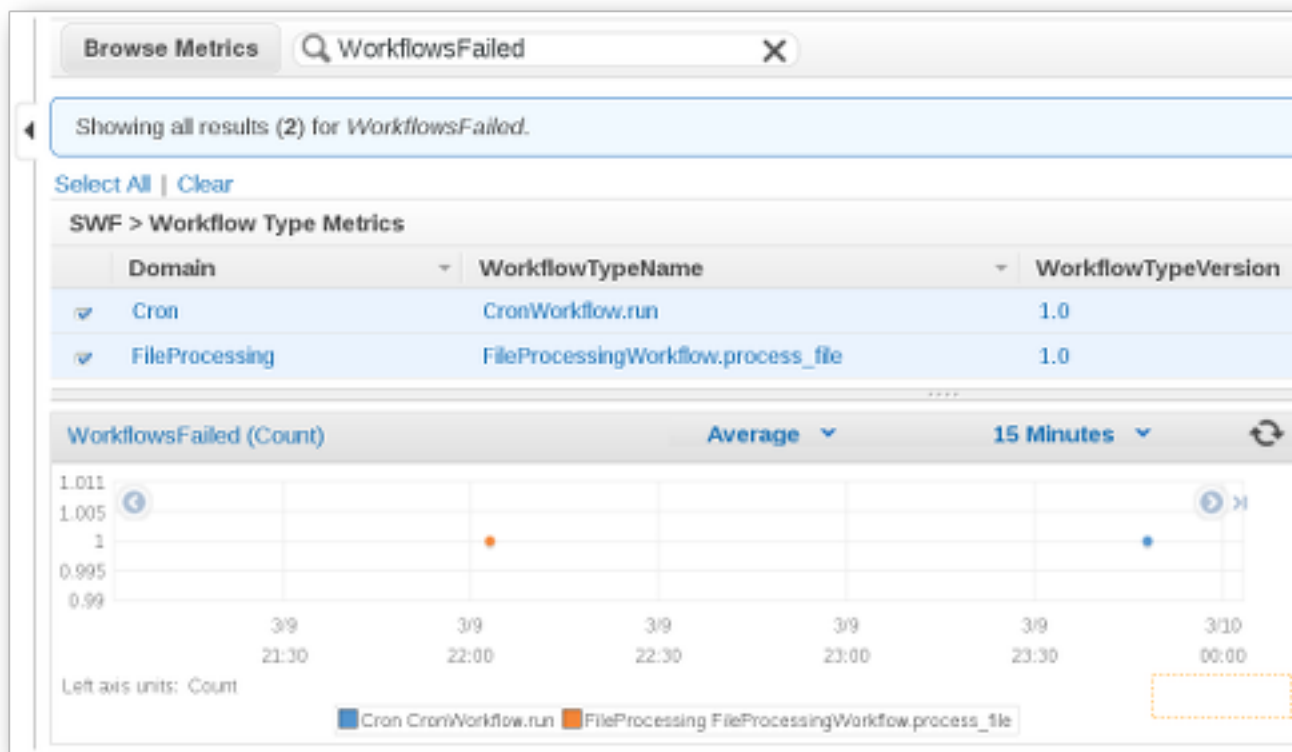 Browse Metrics WorkflowsFailed
Showing all results (2) for WorkflowsFailed.
Select All | Clear
SWF > Workflow Type Metrics
Domain WorkflowTypeName WorkflowTypeVersion
Cron CronWorkflow.run 1.0
FileProcessing FileProcessingWorkflow.process_file 1.0
WorkflowsFailed (Count) Average 15 Minutes
1.011
1.005
1
0.995
0.99
3/9 3/9 3/9 3/9 3/9 3/10
21:30 22:00 22:30 23:00 23:30 00:00
Left axis units: Count
Cron CronWorkflow.run FileProcessing FileProcessingWorkflow.process_file